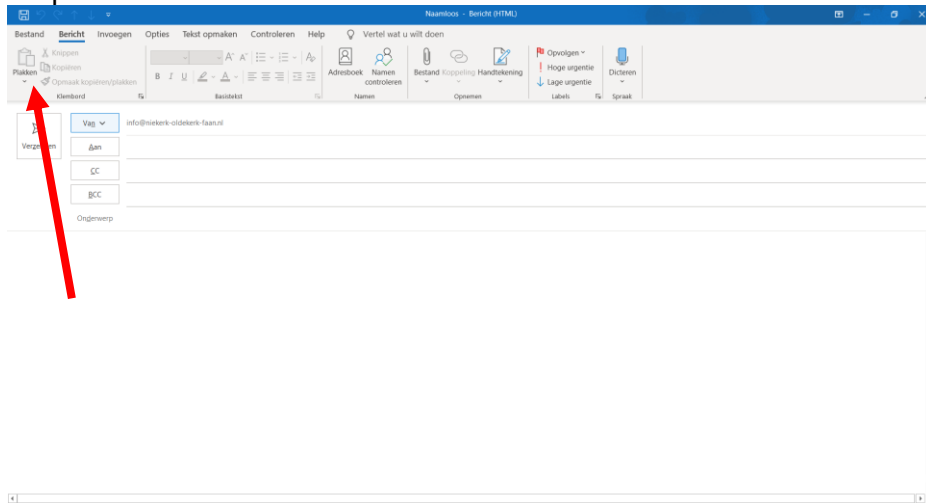 Naamloos - Bericht (HTML)
Bestand Bericht Invoegen Opties Tekst opmaken Controleren Help Vertel wat u wilt doen
Plakken
Knippen
Kopiëren
Opmaak kopiëren/plakken
Klembord
B I U A A A
Basistekst
Adresboek Namen controleren
Namen
Bestand Koppeling Handtekening
Opnemen
Opvolgen
Hoge urgentie
Lage urgentie
Labels
Dicteren
Spraak
Van info@niekerk-oldekerk-faan.nl
Aan
CC
BCC
Onderwerp